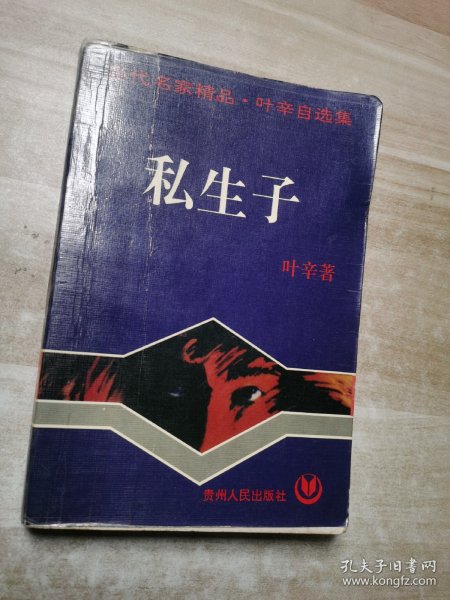 当代名家精品·叶辛自选集
私生子
叶辛著
贵州人民出版社
孔夫子旧书网
www.kongfz.com